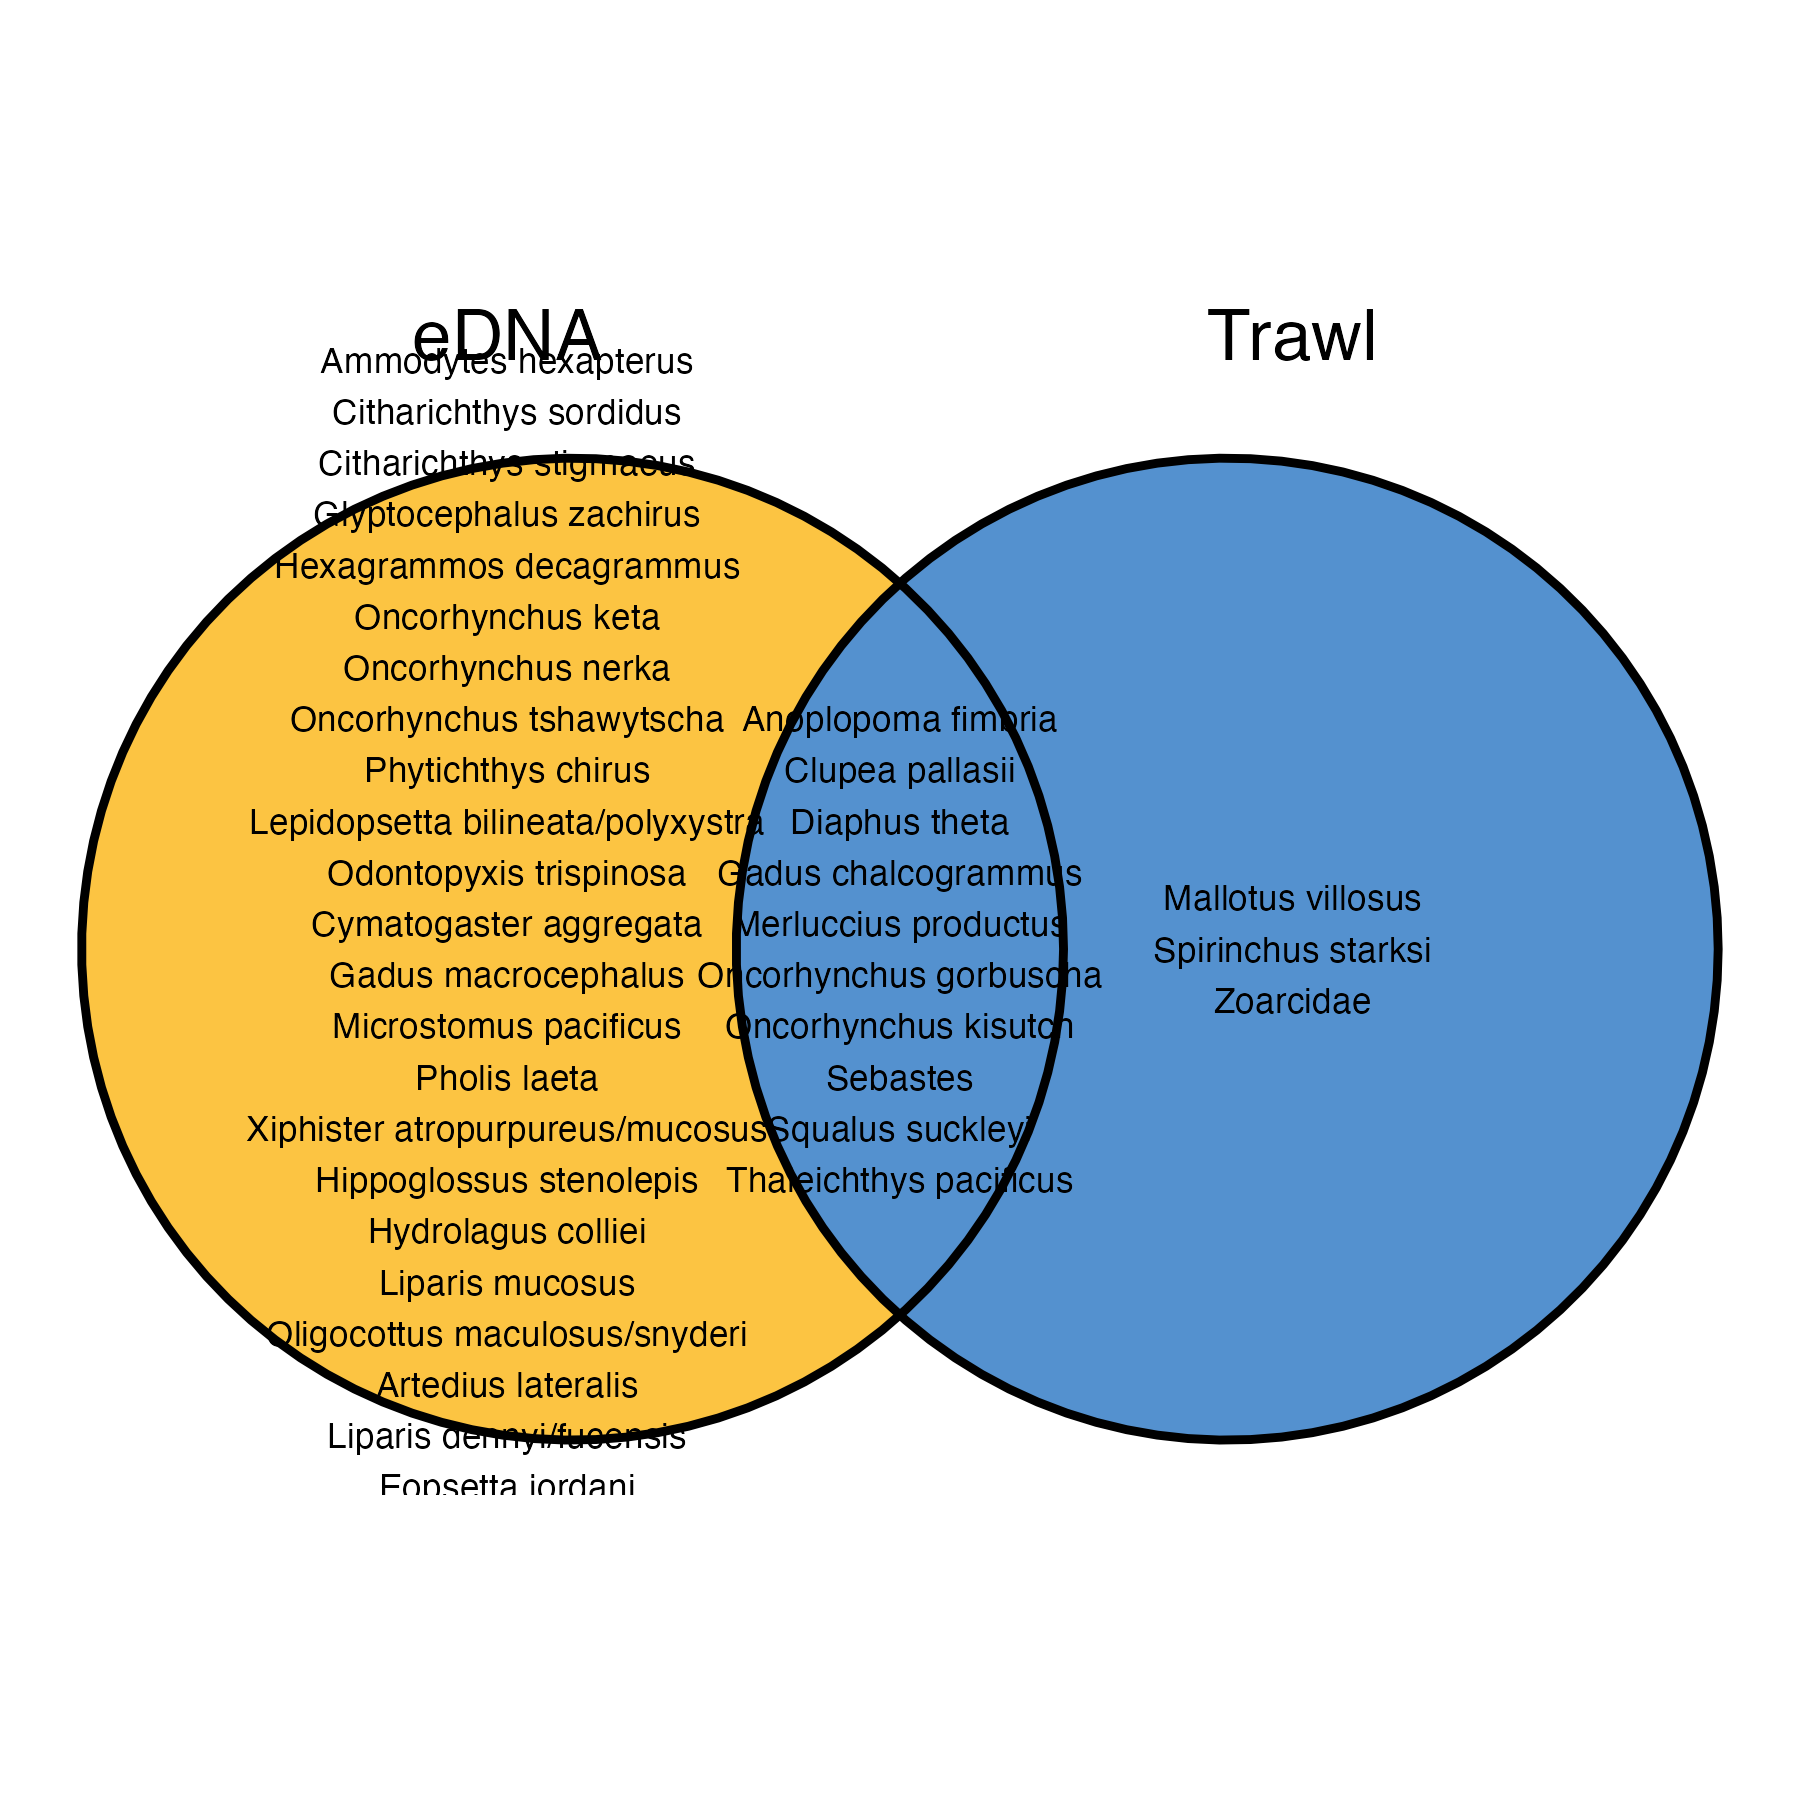 eDNA
Trawl
Ammodytes hexapterus
Citharichthys sordidus
Citharichthys stigmaeus
Glyptocephalus zachirus
Hexagrammos decagrammus
Oncorhynchus keta
Oncorhynchus nerka
Oncorhynchus tshawytscha
Phytichthys chirus
Lepidopsetta bilineata/polyxystra
Odontopyxis trispinosa
Cymatogaster aggregata
Gadus macrocephalus
Microstomus pacificus
Pholis laeta
Xiphister atropurpureus/mucosus
Hippoglossus stenolepis
Hydrolagus colliei
Liparis mucosus
Oligocottus maculosus/snyderi
Artedius lateralis
Liparis dennyi/fucensis
Eopsetta jordani
Anoplopoma fimbria
Clupea pallasii
Diaphus theta
Gadus chalcogrammus
Merluccius productus
Oncorhynchus gorbuscha
Oncorhynchus kisutch
Sebastes
Squalus suckleyi
Thaleichthys pacificus
Mallotus villosus
Spirinchus starksi
Zoarcidae